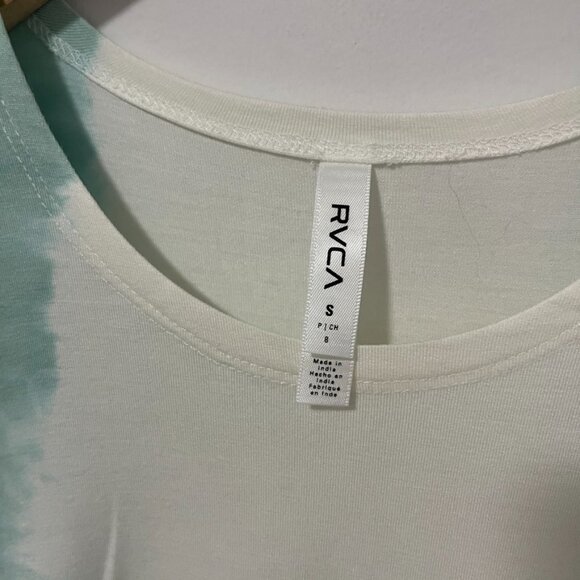 RVCA
S
P | CH
8
Made in
India
Hecho en
India
Fabriqué
en Inde